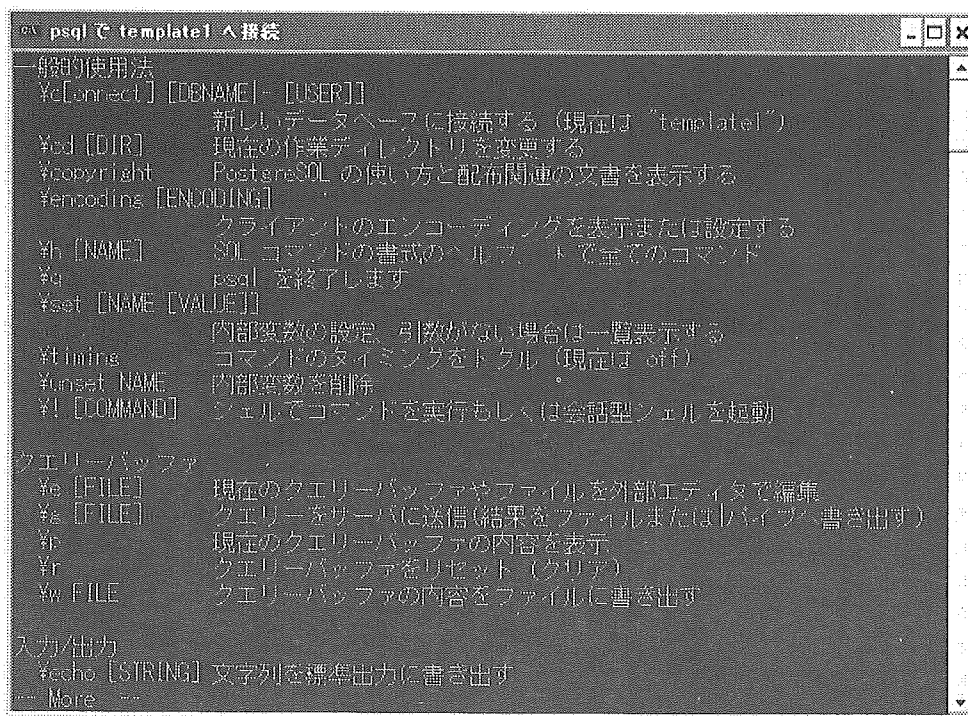 psql で template1 へ接続
一般的使用法
¥c[onnect] [DBNAME|- [USER]]
新しいデータベースに接続する (現在は "template1")
¥cd [DIR] 現在の作業ディレクトリを変更する
¥copyright PostgreSQL の使い方と配布関連の文書を表示する
¥encoding [ENCODING]
クライアントのエンコーディングを表示または設定する
¥h [NAME] SQL コマンドの書式のヘルプ、 * で全てのコマンド
¥q psql を終了します
¥set [NAME [VALUE]]
内部変数の設定、引数がない場合は一覧表示する
¥timing コマンドのタイミングをトグル (現在は off)
¥unset NAME 内部変数を削除
¥! [COMMAND] シェルでコマンドを実行もしくは会話型シェルを起動
クエリーバッファ
¥e [FILE] 現在のクエリーバッファやファイルを外部エディタで編集
¥g [FILE] クエリーをサーバに送信(結果をファイルまたは|パイプへ書き出す)
¥p 現在のクエリーバッファの内容を表示
¥r クエリーバッファをリセット (クリア)
¥w FILE クエリーバッファの内容をファイルに書き出す
入力/出力
¥echo [STRING] 文字列を標準出力に書き出す
-- More --